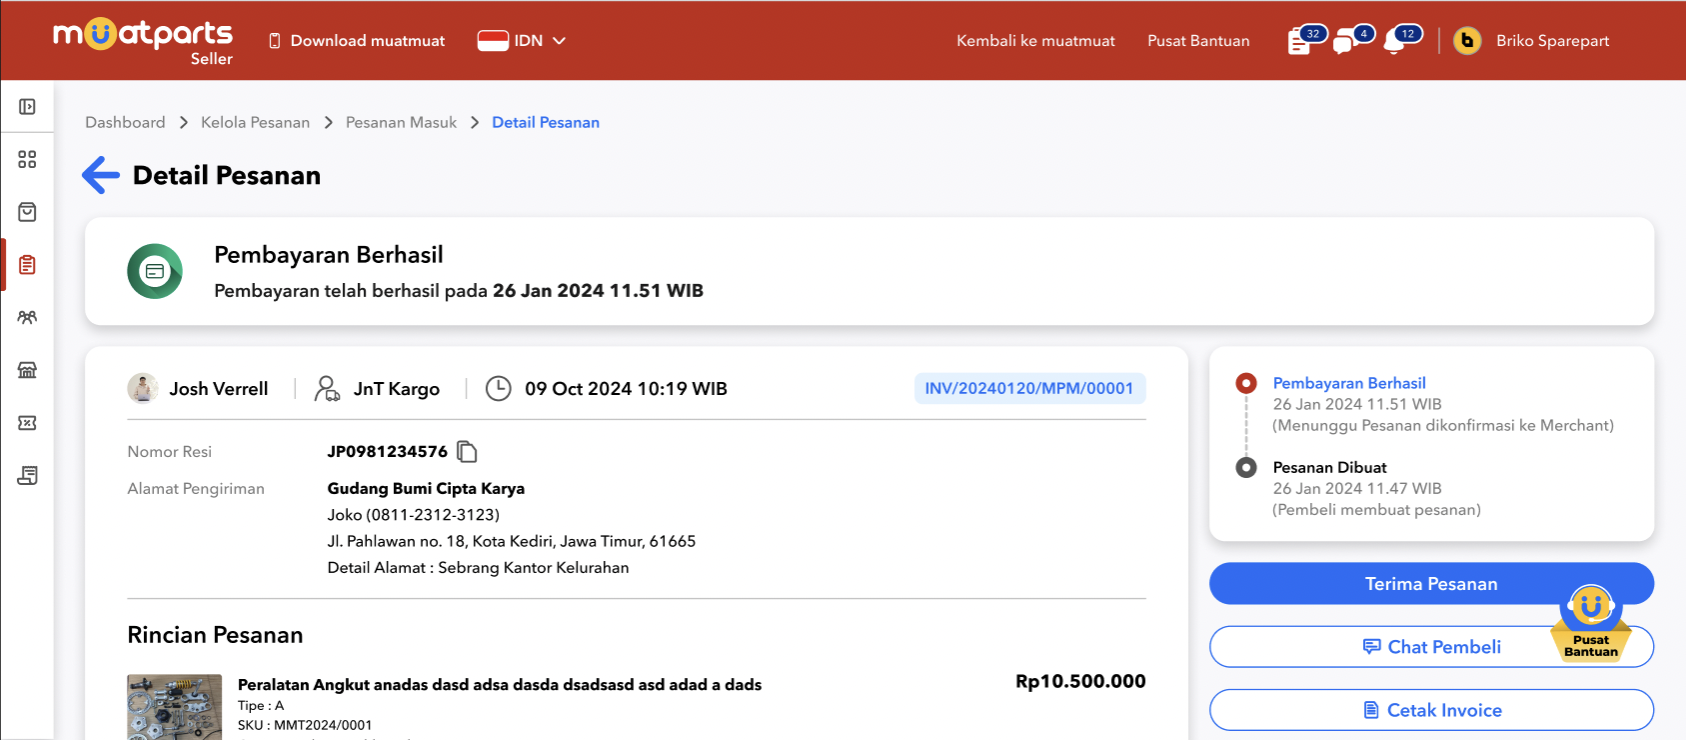 muatparts
Seller
Download muatmuat
IDN
Kembali ke muatmuat
Pusat Bantuan
32
4
12
Briko Sparepart
Dashboard > Kelola Pesanan > Pesanan Masuk > Detail Pesanan
Detail Pesanan
Pembayaran Berhasil
Pembayaran telah berhasil pada 26 Jan 2024 11.51 WIB
Josh Verrell
JnT Kargo
09 Oct 2024 10:19 WIB
INV/20240120/MPM/00001
Nomor Resi
JP0981234576
Alamat Pengiriman
Gudang Bumi Cipta Karya
Joko (0811-2312-3123)
Jl. Pahlawan no. 18, Kota Kediri, Jawa Timur, 61665
Detail Alamat : Sebrang Kantor Kelurahan
Rincian Pesanan
Peralatan Angkut anadas dasd adsa dasda dsadsasd asd adad a dads
Rp10.500.000
Tipe : A
SKU : MMT2024/0001
Pembayaran Berhasil
26 Jan 2024 11.51 WIB
(Menunggu Pesanan dikonfirmasi ke Merchant)
Pesanan Dibuat
26 Jan 2024 11.47 WIB
(Pembeli membuat pesanan)
Terima Pesanan
Chat Pembeli
Pusat
Bantuan
Cetak Invoice